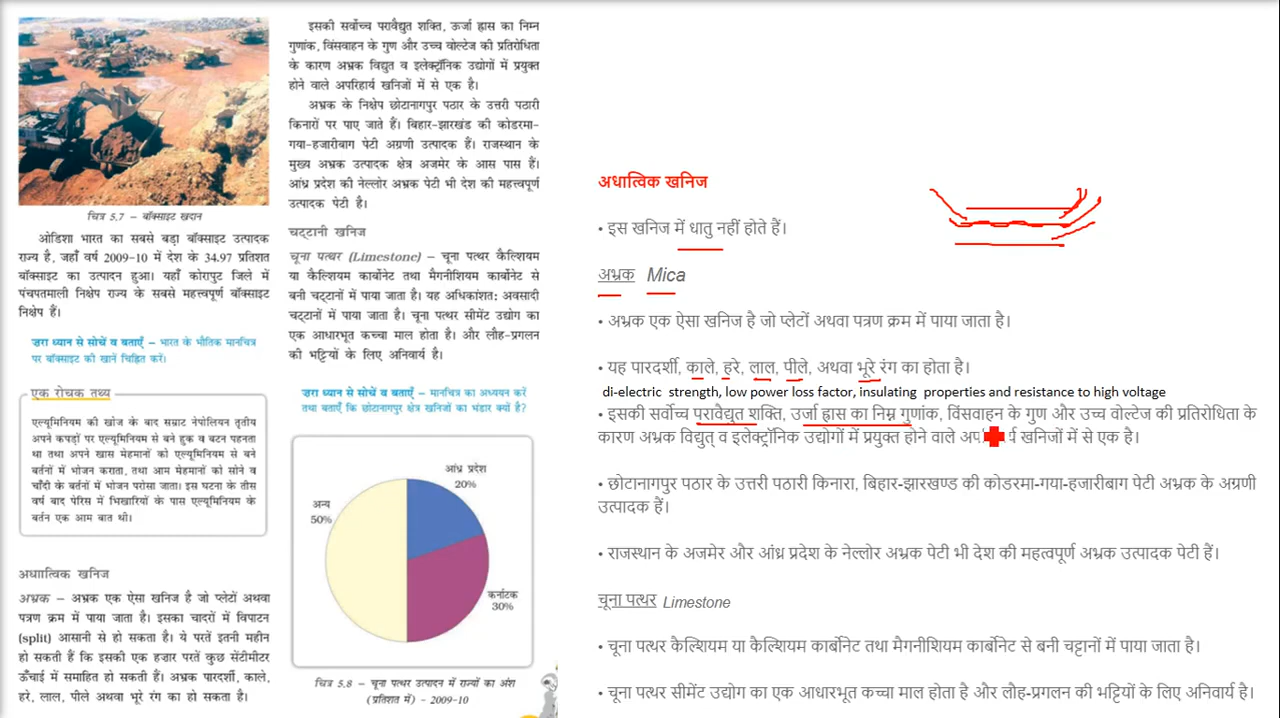 चित्र 5.7 – बॉक्साइट खदान
ओडिशा भारत का सबसे बड़ा बॉक्साइट उत्पादक
राज्य है, जहाँ वर्ष 2009-10 में देश के 34.97 प्रतिशत
बॉक्साइट का उत्पादन हुआ। यहाँ कोरापुट जिले में
पंचपतमाली निक्षेप राज्य के सबसे महत्त्वपूर्ण बॉक्साइट
निक्षेप हैं।
ज़रा ध्यान से सोचें व बताएँ – भारत के भौतिक मानचित्र
पर बॉक्साइट की खानें चिह्नित करें।
एक रोचक तथ्य
एल्यूमिनियम की खोज के बाद सम्राट नेपोलियन तृतीय
अपने कपड़ों पर एल्यूमिनियम से बने हुक व बटन पहनता
था तथा अपने खास मेहमानों को एल्यूमिनियम से बने
बर्तनों में भोजन कराता, तथा आम मेहमानों को सोने व
चाँदी के बर्तनों में भोजन परोसा जाता। इस घटना के तीस
वर्ष बाद पेरिस में भिखारियों के पास एल्यूमिनियम के
बर्तन एक आम बात थी।
अधाात्विक खनिज
अभ्रक – अभ्रक एक ऐसा खनिज है जो प्लेटों अथवा
पत्रण क्रम में पाया जाता है। इसका चादरों में विपाटन
(split) आसानी से हो सकता है। ये परतें इतनी महीन
हो सकती हैं कि इसकी एक हजार परतें कुछ सेंटीमीटर
ऊँचाई में समाहित हो सकती हैं। अभ्रक पारदर्शी, काले,
हरे, लाल, पीले अथवा भूरे रंग का हो सकता है।
इसकी सर्वोच्च परावैद्युत शक्ति, ऊर्जा ह्रास का निम्न
गुणांक, विंसवाहन के गुण और उच्च वोल्टेज की प्रतिरोधिता
के कारण अभ्रक विद्युत व इलेक्ट्रॉनिक उद्योगों में प्रयुक्त
होने वाले अपरिहार्य खनिजों में से एक है।
अभ्रक के निक्षेप छोटानागपुर पठार के उत्तरी पठारी
किनारों पर पाए जाते हैं। बिहार-झारखंड की कोडरमा-
गया-हजारीबाग पेटी अग्रणी उत्पादक हैं। राजस्थान के
मुख्य अभ्रक उत्पादक क्षेत्र अजमेर के आस पास हैं।
आंध्र प्रदेश की नेल्लोर अभ्रक पेटी भी देश की महत्त्वपूर्ण
उत्पादक पेटी है।
चट्टानी खनिज
चूना पत्थर (Limestone) – चूना पत्थर कैल्शियम
या कैल्शियम कार्बोनेट तथा मैगनीशियम कार्बोनेट से
बनी चट्टानों में पाया जाता है। यह अधिकांशत: अवसादी
चट्टानों में पाया जाता है। चूना पत्थर सीमेंट उद्योग का
एक आधारभूत कच्चा माल होता है। और लौह-प्रगलन
की भट्टियों के लिए अनिवार्य है।
ज़रा ध्यान से सोचें व बताएँ – मानचित्र का अध्ययन करें
तथा बताएँ कि छोटानागपुर क्षेत्र खनिजों का भंडार क्यों है?
आंध्र प्रदेश
20%
अन्य
50%
कर्नाटक
30%
चित्र 5.8 – चूना पत्थर उत्पादन में राज्यों का अंश
(प्रतिशत में) - 2009-10
अधात्विक खनिज
• इस खनिज में धातु नहीं होते हैं।
अभ्रक Mica
• अभ्रक एक ऐसा खनिज है जो प्लेटों अथवा पत्रण क्रम में पाया जाता है।
• यह पारदर्शी, काले, हरे, लाल, पीले, अथवा भूरे रंग का होता है।
di-electric strength, low power loss factor, insulating properties and resistance to high voltage
• इसकी सर्वोच्च परावैद्युत शक्ति, उर्जा ह्रास का निम्न गुणांक, विंसवाहन के गुण और उच्च वोल्टेज की प्रतिरोधिता के
कारण अभ्रक विद्युत् व इलेक्ट्रॉनिक उद्योगों में प्रयुक्त होने वाले खनिजों में से एक है।
• छोटानागपुर पठार के उत्तरी पठारी किनारा, बिहार-झारखण्ड की कोडरमा-गया-हजारीबाग पेटी अभ्रक के अग्रणी
उत्पादक हैं।
• राजस्थान के अजमेर और आंध्र प्रदेश के नेल्लोर अभ्रक पेटी भी देश की महत्वपूर्ण अभ्रक उत्पादक पेटी हैं।
चूना पत्थर Limestone
• चूना पत्थर कैल्शियम या कैल्शियम कार्बोनेट तथा मैगनीशियम कार्बोनेट से बनी चट्टानों में पाया जाता है।
• चूना पत्थर सीमेंट उद्योग का एक आधारभूत कच्चा माल होता है और लौह-प्रगलन की भट्टियों के लिए अनिवार्य है।